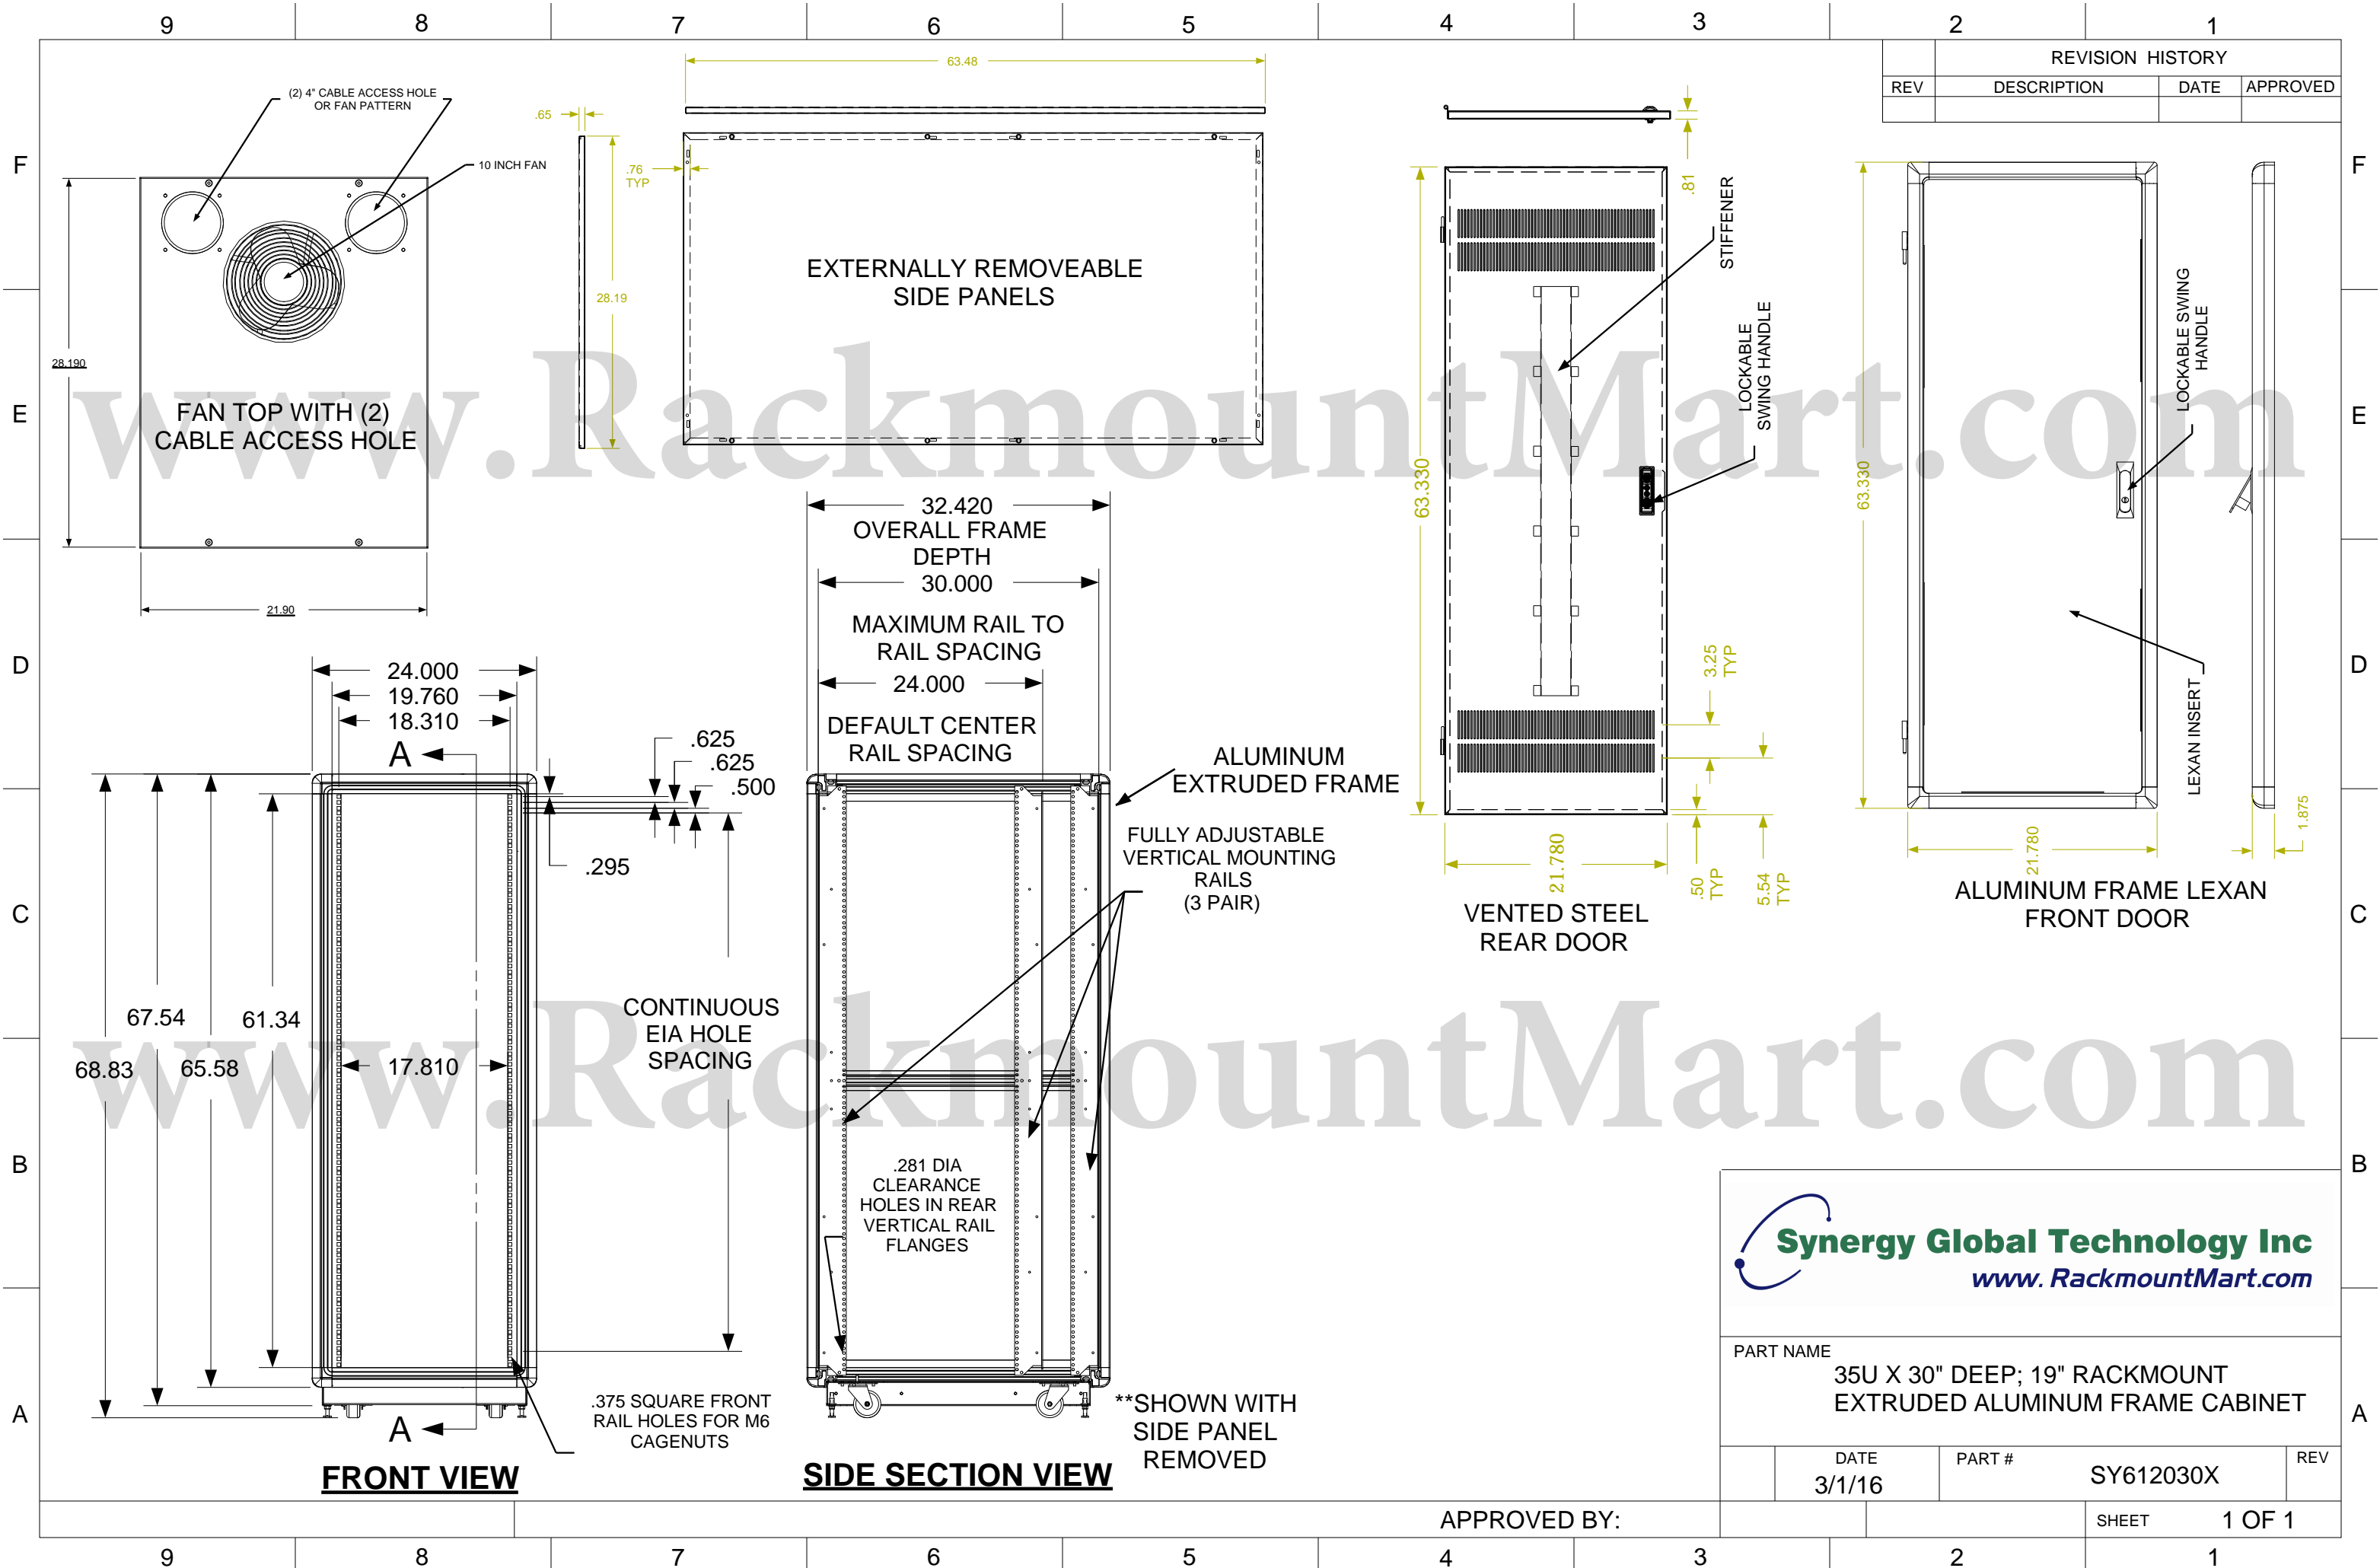 9 8 7 6 5 4 3 2 1
REVISION HISTORY
REV DESCRIPTION DATE APPROVED
F
E
D
C
B
A
F
E
D
C
B
A
(2) 4" CABLE ACCESS HOLE
OR FAN PATTERN
10 INCH FAN
28.190
FAN TOP WITH (2)
CABLE ACCESS HOLE
21.90
63.48
.65
.76
TYP
28.19
EXTERNALLY REMOVEABLE
SIDE PANELS
.81
STIFFENER
LOCKABLE
SWING HANDLE
63.330
3.25
TYP
21.780
.50
TYP
5.54
TYP
VENTED STEEL
REAR DOOR
63.330
LOCKABLE SWING
HANDLE
LEXAN INSERT
21.780
1.875
ALUMINUM FRAME LEXAN
FRONT DOOR
www.RackmountMart.com
24.000
19.760
18.310
A
.625
.625
.500
.295
67.54
61.34
68.83
65.58
17.810
CONTINUOUS
EIA HOLE
SPACING
A
.375 SQUARE FRONT
RAIL HOLES FOR M6
CAGENUTS
FRONT VIEW
32.420
OVERALL FRAME
DEPTH
30.000
MAXIMUM RAIL TO
RAIL SPACING
24.000
DEFAULT CENTER
RAIL SPACING
ALUMINUM
EXTRUDED FRAME
FULLY ADJUSTABLE
VERTICAL MOUNTING
RAILS
(3 PAIR)
.281 DIA
CLEARANCE
HOLES IN REAR
VERTICAL RAIL
FLANGES
**SHOWN WITH
SIDE PANEL
REMOVED
SIDE SECTION VIEW
www.RackmountMart.com
Synergy Global Technology Inc
www. RackmountMart.com
PART NAME
35U X 30" DEEP; 19" RACKMOUNT
EXTRUDED ALUMINUM FRAME CABINET
DATE
3/1/16
PART #
SY612030X
REV
APPROVED BY:
SHEET 1 OF 1
9 8 7 6 5 4 3 2 1